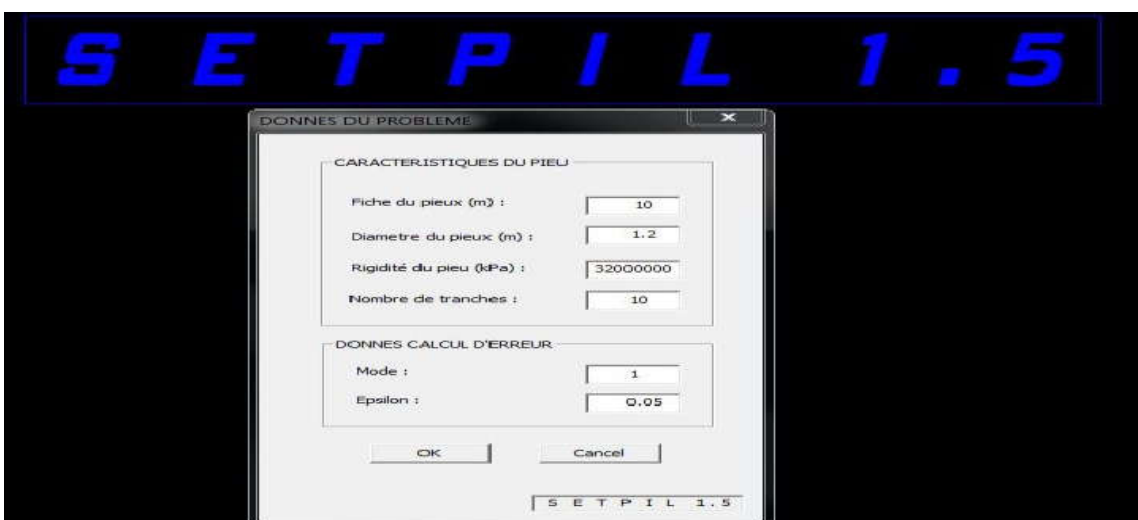 S E T P I L 1 . 5
DONNES DU PROBLEME
CARACTERISTIQUES DU PIEU
Fiche du pieux (m) : 10
Diametre du pieux (m) : 1.2
Rigidité du pieu (kPa) : 32000000
Nombre de tranches : 10
DONNES CALCUL D'ERREUR
Mode : 1
Epsilon : 0.05
OK Cancel
S E T P I L 1.5